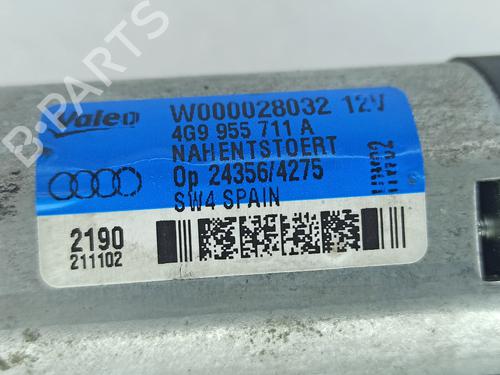 B-PARTS
Valeo
W000028032 12V
4G9 955 711 A
NAHENTSTOERT
Op 24356/4275
SW4 SPAIN
2190
211102